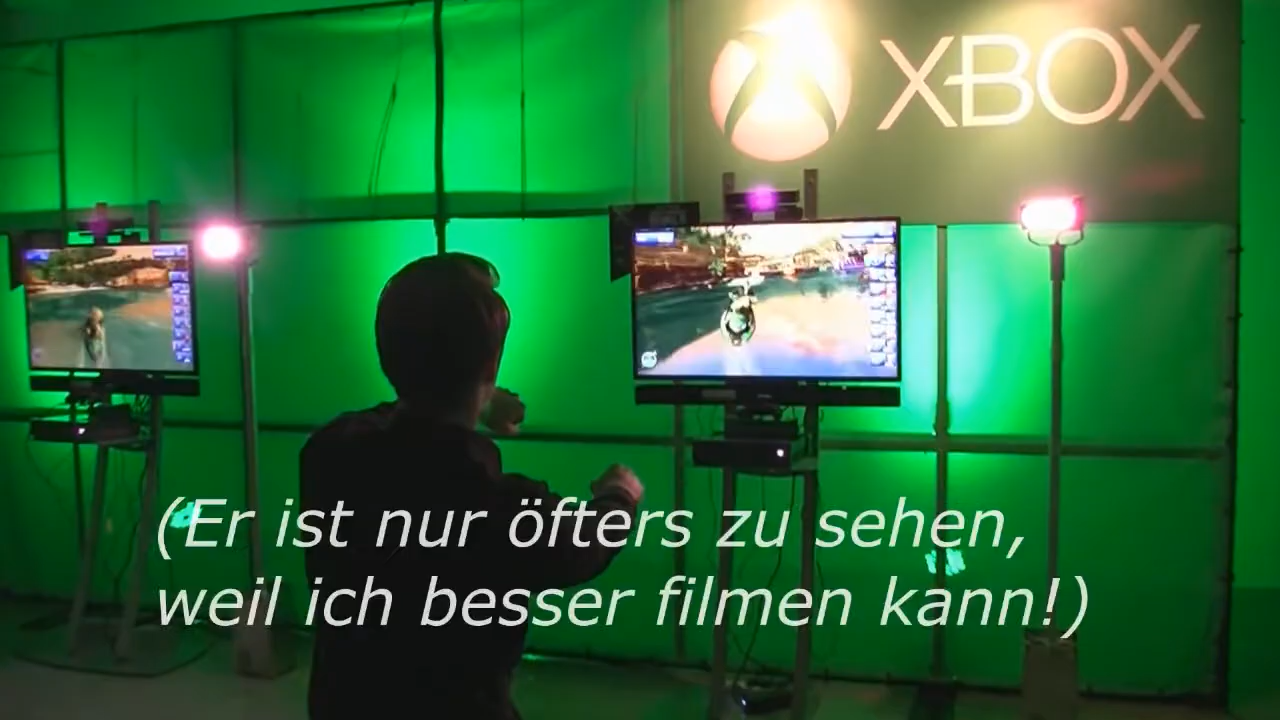 XBOX
(Er ist nur öfters zu sehen,
weil ich besser filmen kann!)